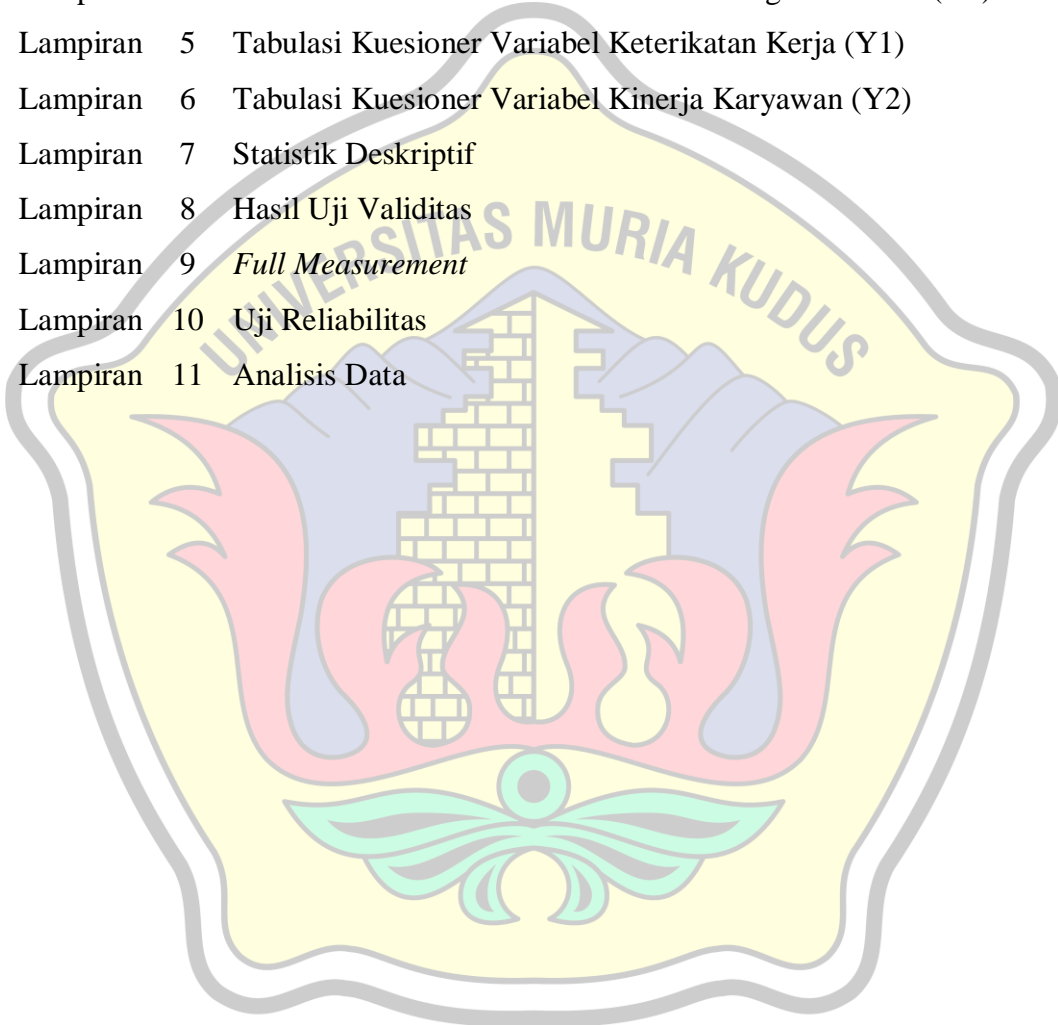 Lampiran 5 Tabulasi Kuesioner Variabel Keterikatan Kerja (Y1)
Lampiran 6 Tabulasi Kuesioner Variabel Kinerja Karyawan (Y2)
Lampiran 7 Statistik Deskriptif
Lampiran 8 Hasil Uji Validitas
Lampiran 9 Full Measurement
Lampiran 10 Uji Reliabilitas
Lampiran 11 Analisis Data
UNIVERSITAS MURIA KUDUS